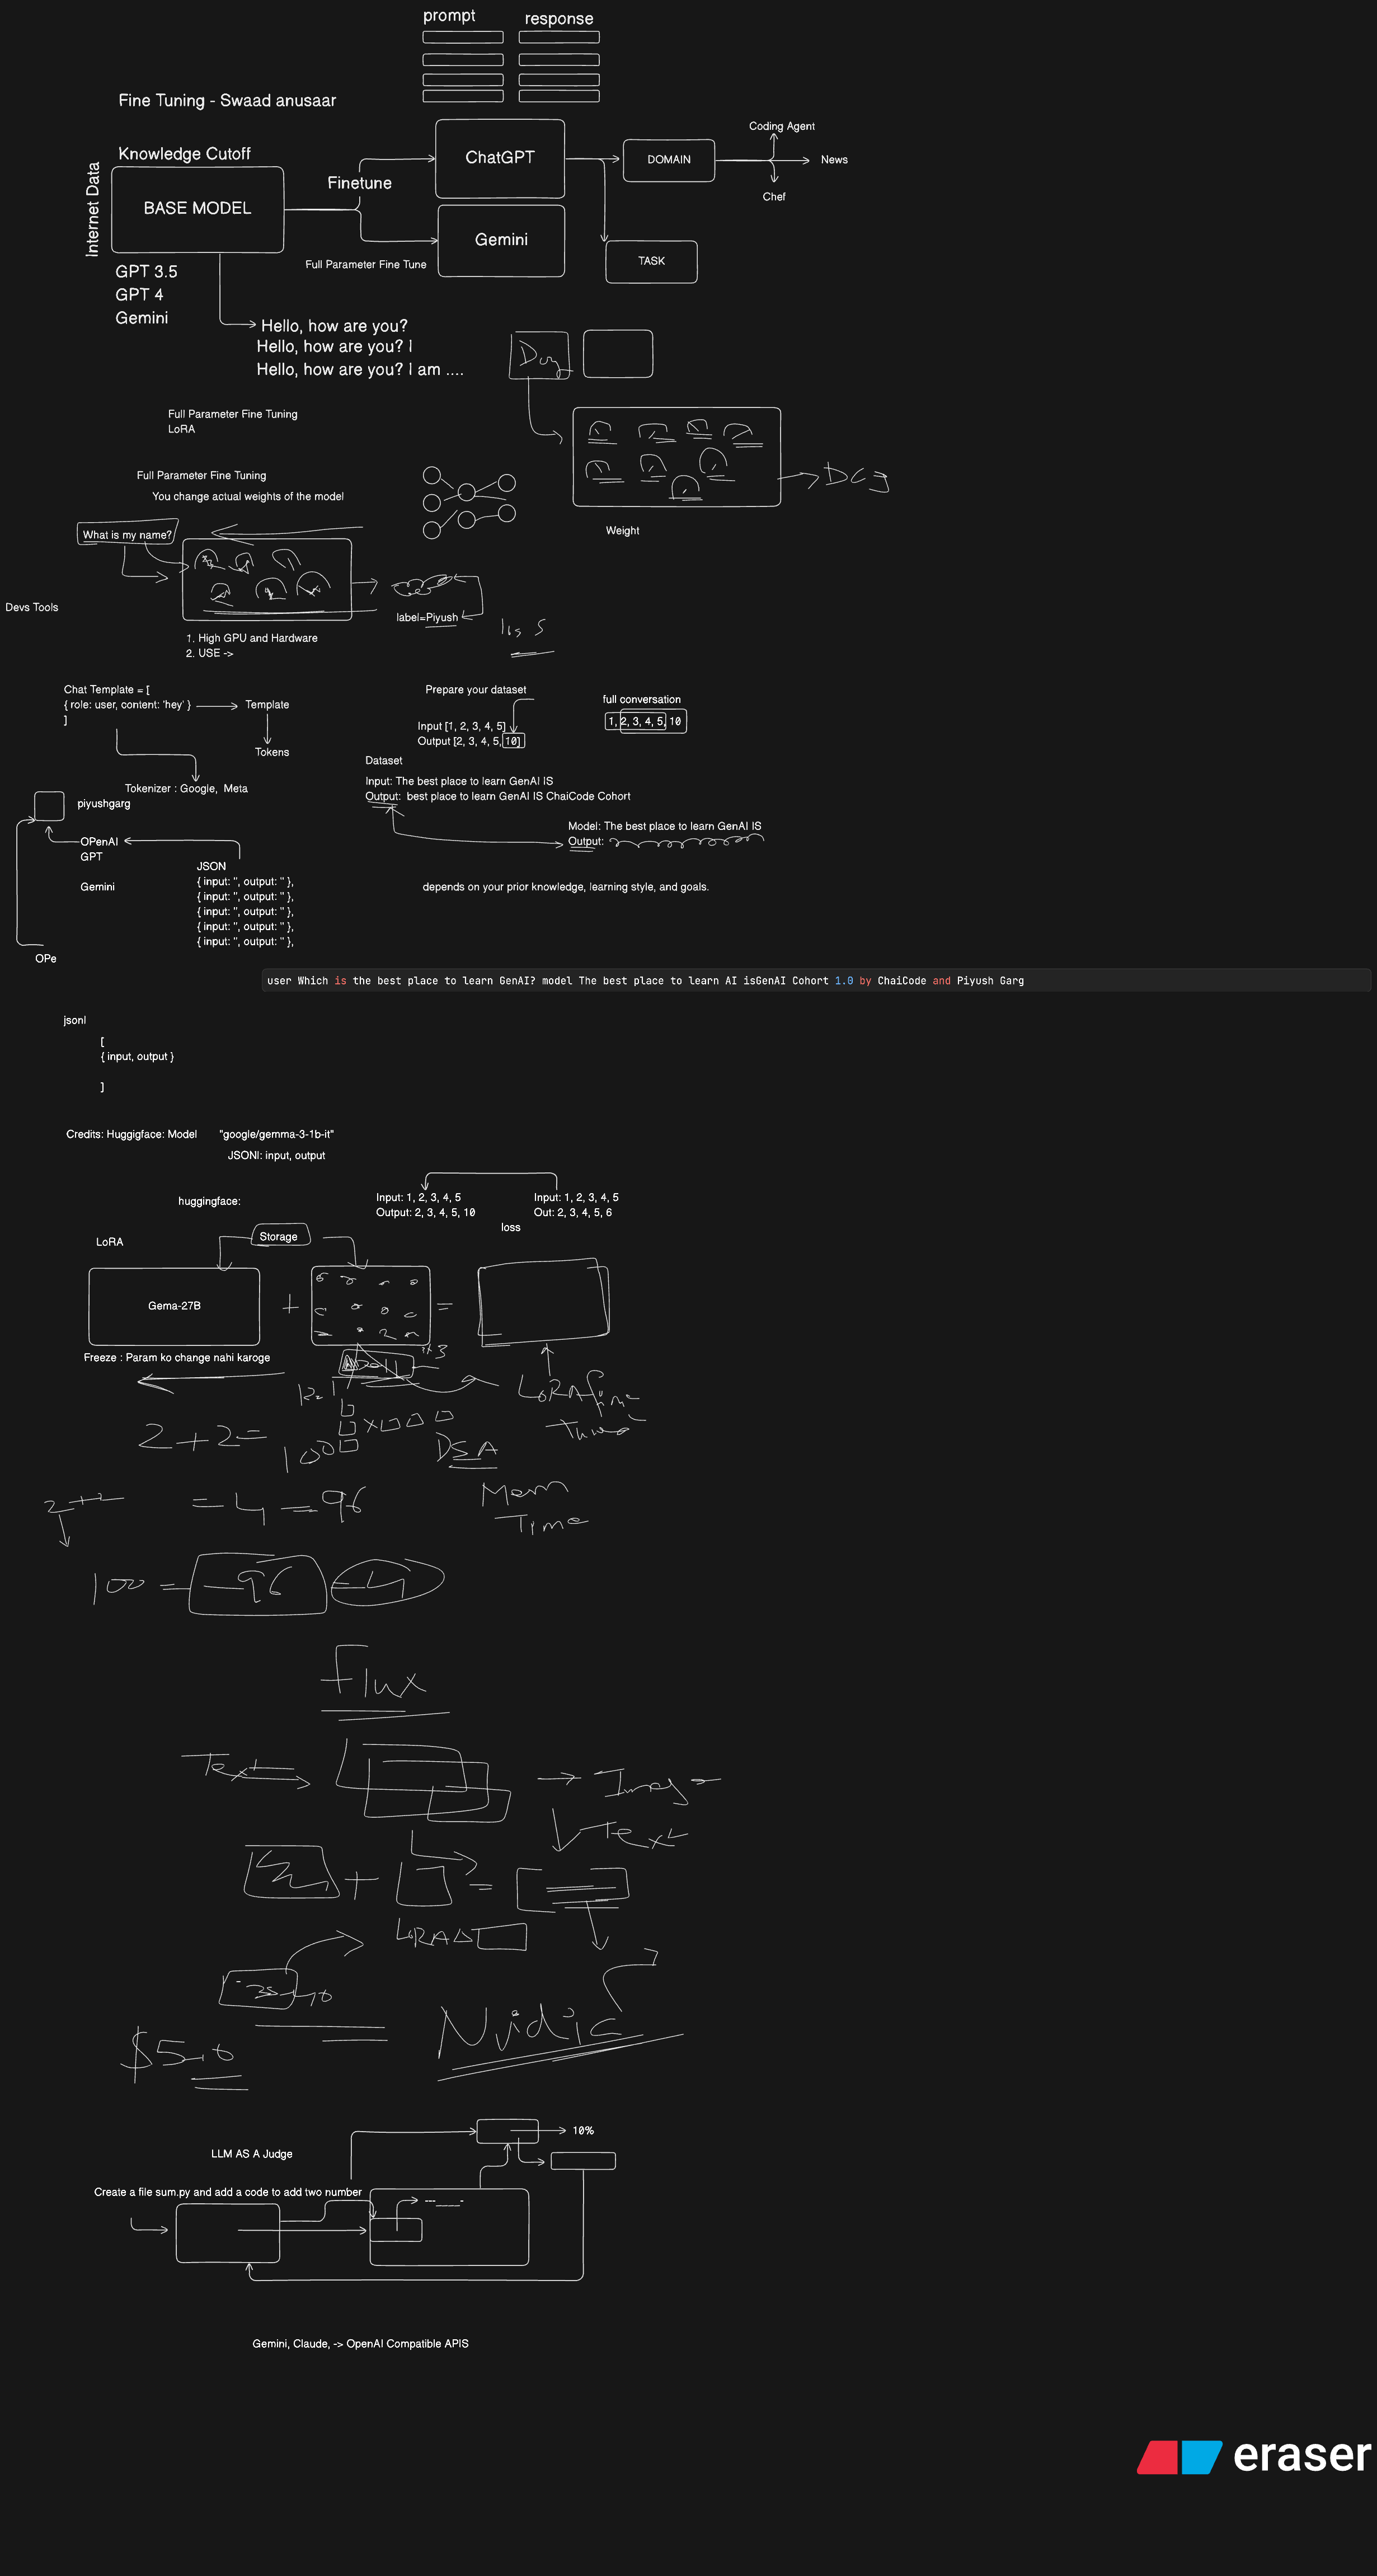 prompt
response
Fine Tuning - Swaad anusaar
Coding Agent
Knowledge Cutoff
Internet Data
BASE MODEL
Finetune
ChatGPT
DOMAIN
News
Chef
Gemini
Full Parameter Fine Tune
TASK
GPT 3.5
GPT 4
Gemini
Hello, how are you?
Hello, how are you? I
Hello, how are you? I am ....
Dog
Full Parameter Fine Tuning
LoRA
Full Parameter Fine Tuning
You change actual weights of the model
Weight
What is my name?
label=Piyush
Devs Tools
1. High GPU and Hardware
2. USE ->
Chat Template = [
{ role: user, content: 'hey' }
]
Template
Tokens
Tokenizer : Google, Meta
Prepare your dataset
Input [1, 2, 3, 4, 5]
Output [2, 3, 4, 5, 10]
full conversation
1, 2, 3, 4, 5, 10
Dataset
Input: The best place to learn GenAI IS
Output: best place to learn GenAI IS ChaiCode Cohort
Model: The best place to learn GenAI IS
Output:
piyushgarg
OPenAI
GPT
Gemini
JSON
{ input: '', output: '' },
{ input: '', output: '' },
{ input: '', output: '' },
{ input: '', output: '' },
{ input: '', output: '' },
OPe
depends on your prior knowledge, learning style, and goals.
user Which is the best place to learn GenAI? model The best place to learn AI isGenAI Cohort 1.0 by ChaiCode and Piyush Garg
jsonl
[
{ input, output }
]
Credits: Huggigface: Model "google/gemma-3-1b-it"
JSONl: input, output
huggingface:
Input: 1, 2, 3, 4, 5
Output: 2, 3, 4, 5, 10
Input: 1, 2, 3, 4, 5
Out: 2, 3, 4, 5, 6
loss
LoRA
Storage
Gema-27B
+
=
Freeze : Param ko change nahi karoge
LoRA fine
2+2=
100
DSA
= 4 = 96
Mem
Time
2+2
100 = -96 = 4
Flux
Text
Image
Text
+
=
LoRA
Nvidia
LLM AS A Judge
10%
Create a file sum.py and add a code to add two number
Gemini, Claude, -> OpenAI Compatible APIS
eraser